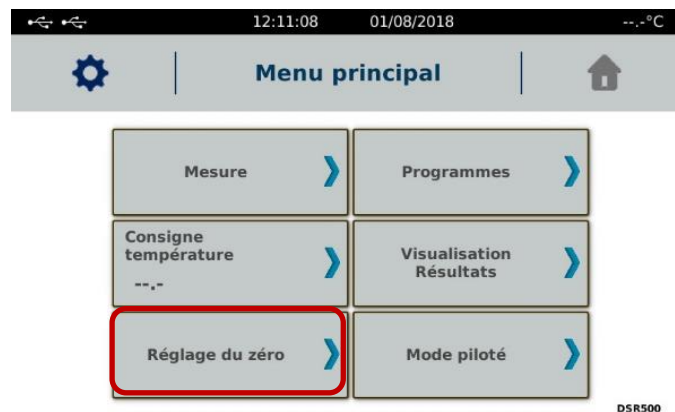 12:11:08 01/08/2018 --.-°C
Menu principal
Mesure
Programmes
Consigne
température
--.-
Visualisation
Résultats
Réglage du zéro
Mode piloté
DSR500